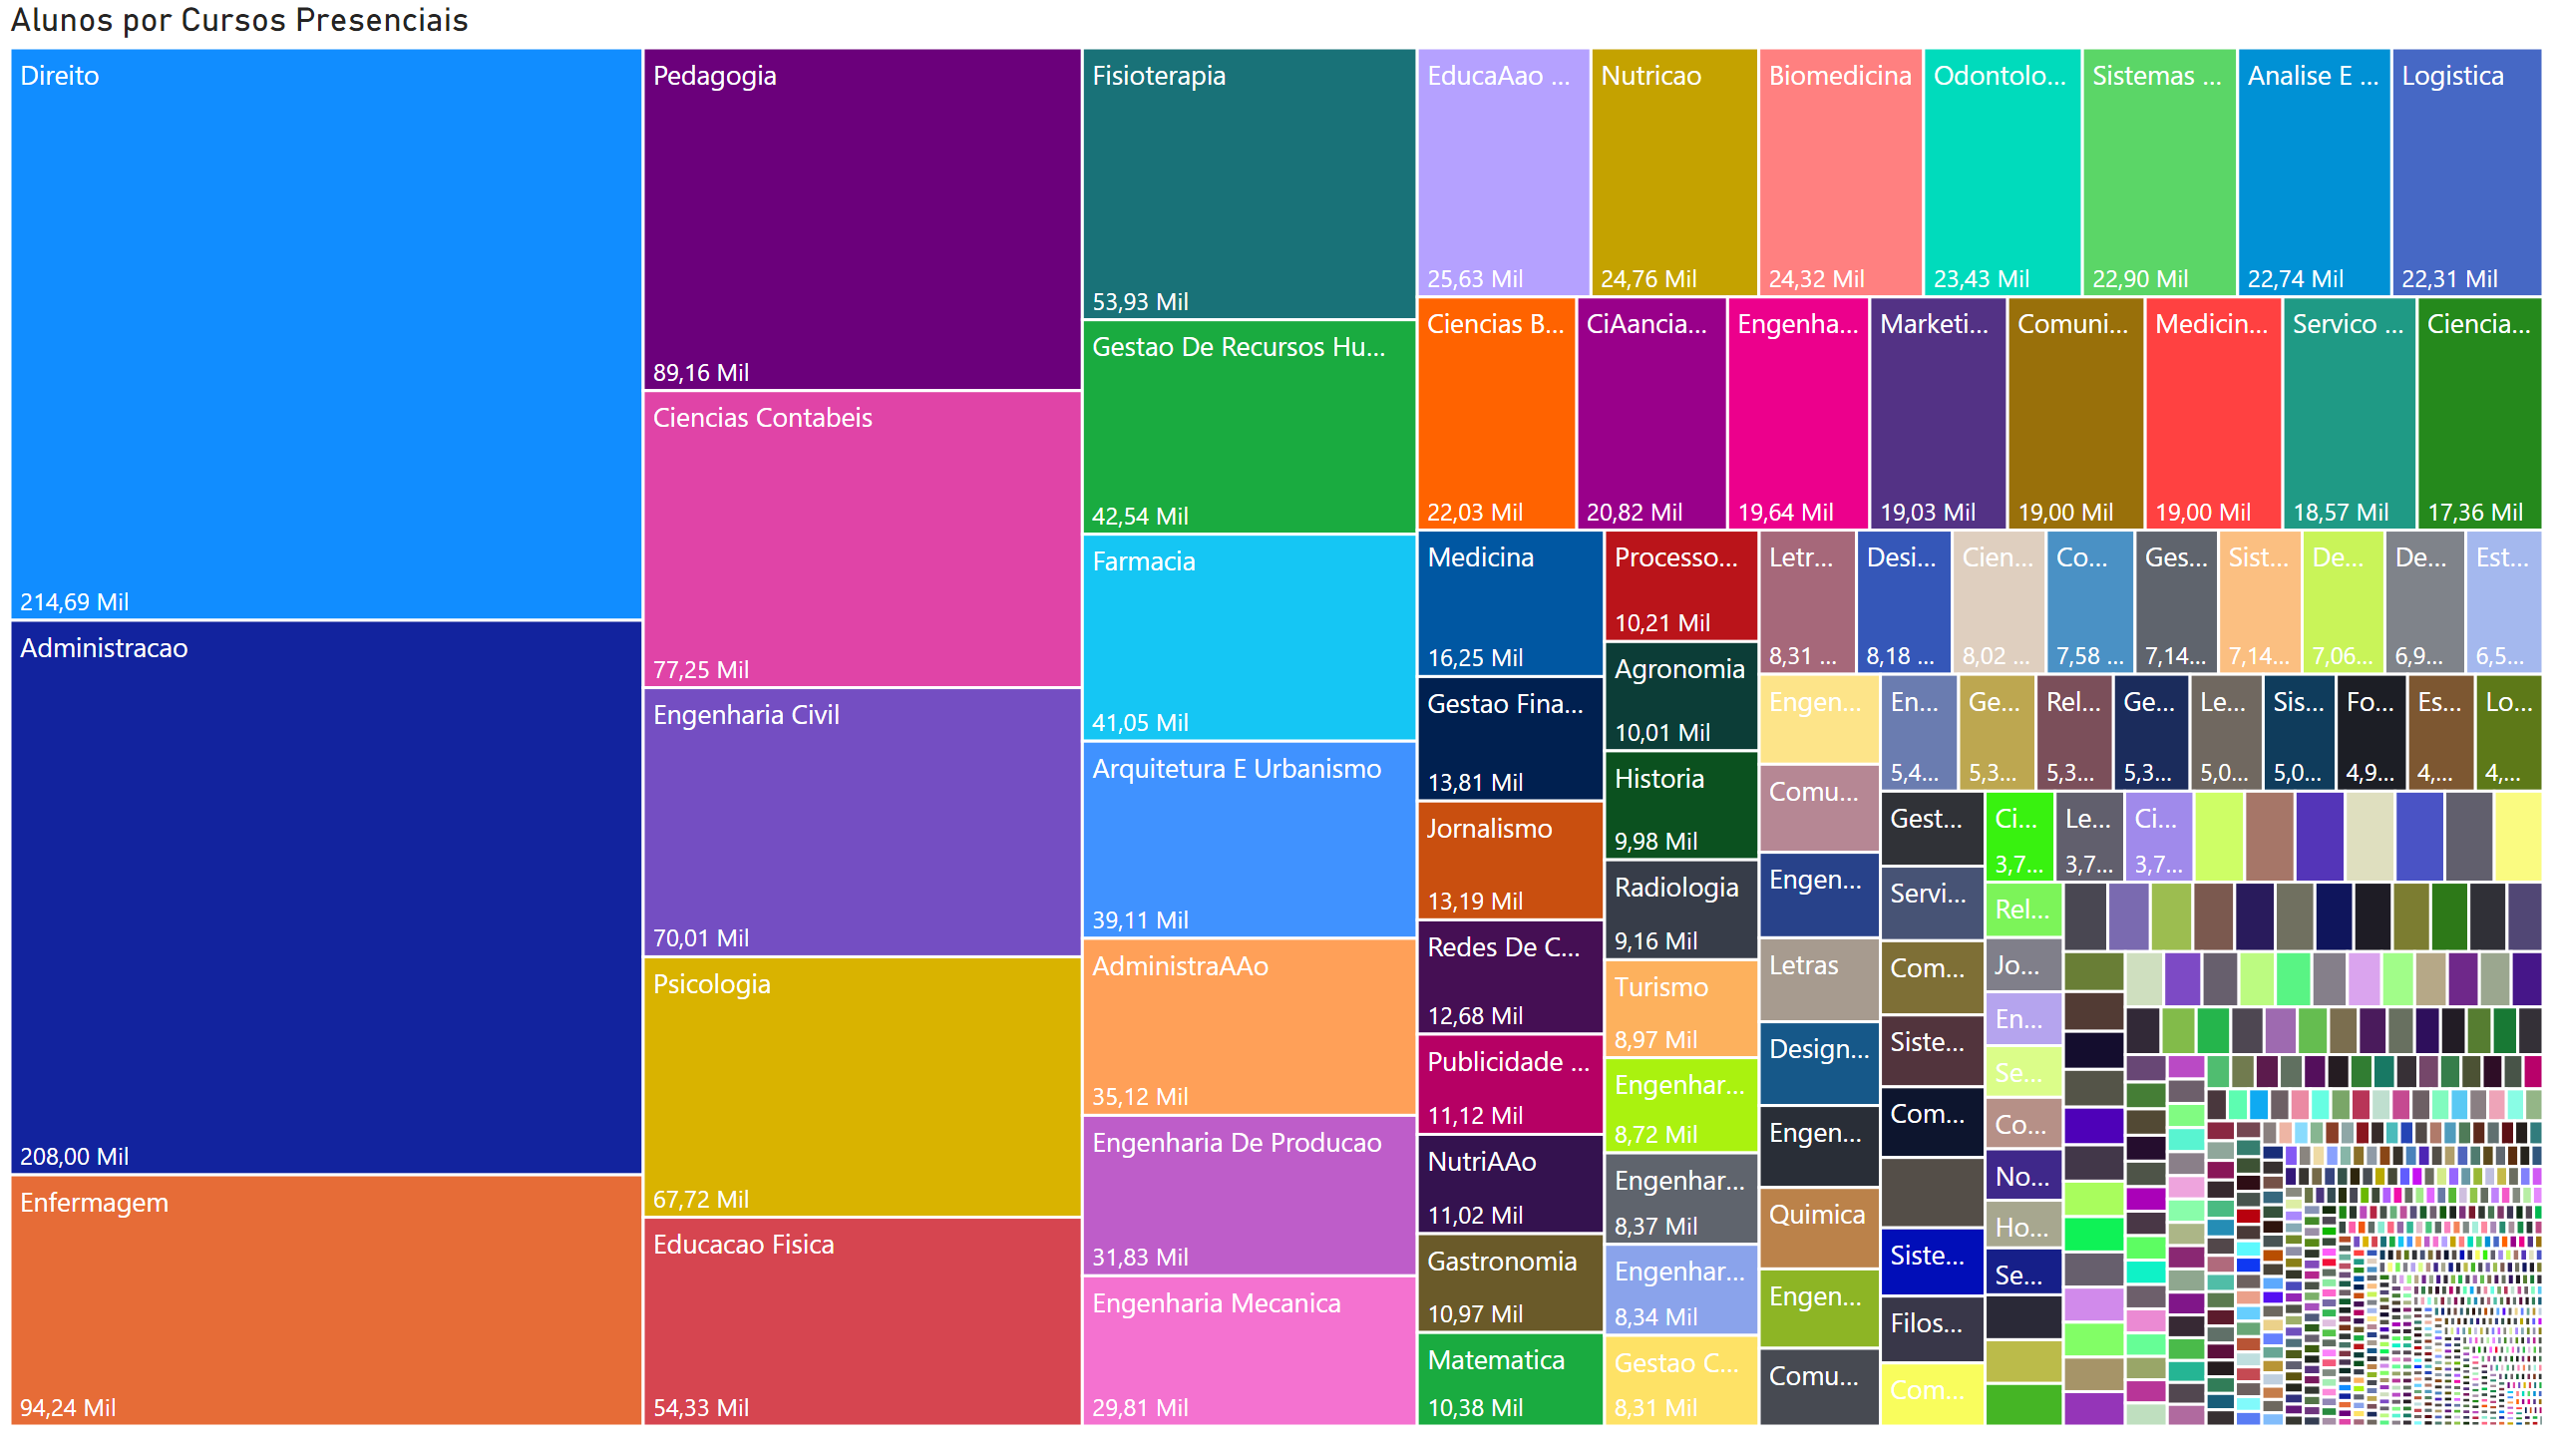 Alunos por Cursos Presenciais
Direito
214,69 Mil
Administracao
208,00 Mil
Enfermagem
94,24 Mil
Pedagogia
89,16 Mil
Ciencias Contabeis
77,25 Mil
Engenharia Civil
70,01 Mil
Psicologia
67,72 Mil
Educacao Fisica
54,33 Mil
Fisioterapia
53,93 Mil
Gestao De Recursos Hu...
42,54 Mil
Farmacia
41,05 Mil
Arquitetura E Urbanismo
39,11 Mil
AdministraAAo
35,12 Mil
Engenharia De Producao
31,83 Mil
Engenharia Mecanica
29,81 Mil
EducaAao ...
25,63 Mil
Nutricao
24,76 Mil
Biomedicina
24,32 Mil
Odontolo...
23,43 Mil
Sistemas ...
22,90 Mil
Analise E ...
22,74 Mil
Logistica
22,31 Mil
Ciencias B...
22,03 Mil
CiAancia...
20,82 Mil
Engenha...
19,64 Mil
Marketi...
19,03 Mil
Comuni...
19,00 Mil
Medicin...
19,00 Mil
Servico ...
18,57 Mil
Ciencia...
17,36 Mil
Medicina
16,25 Mil
Gestao Fina...
13,81 Mil
Jornalismo
13,19 Mil
Redes De C...
12,68 Mil
Publicidade ...
11,12 Mil
NutriAAo
11,02 Mil
Gastronomia
10,97 Mil
Matematica
10,38 Mil
Processo...
10,21 Mil
Agronomia
10,01 Mil
Historia
9,98 Mil
Radiologia
9,16 Mil
Turismo
8,97 Mil
Engenhar...
8,72 Mil
Engenhar...
8,37 Mil
Engenhar...
8,34 Mil
Gestao C...
8,31 Mil
Letr...
8,31 ...
Desi...
8,18 ...
Cien...
8,02 ...
Co...
7,58 ...
Ges...
7,14...
Sist...
7,14...
De...
7,06...
De...
6,9...
Est...
6,5...
Engen...
Comu...
Engen...
Letras
Design...
Engen...
Quimica
Engen...
Comu...
En...
5,4...
Ge...
5,3...
Rel...
5,3...
Ge...
5,3...
Le...
5,0...
Sis...
5,0...
Fo...
4,9...
Es...
4,...
Lo...
4,...
Gest...
Servi...
Com...
Siste...
Com...
Siste...
Filos...
Com...
Ci...
3,7...
Le...
3,7...
Ci...
3,7...
Rel...
Jo...
En...
Se...
Co...
No...
Ho...
Se...